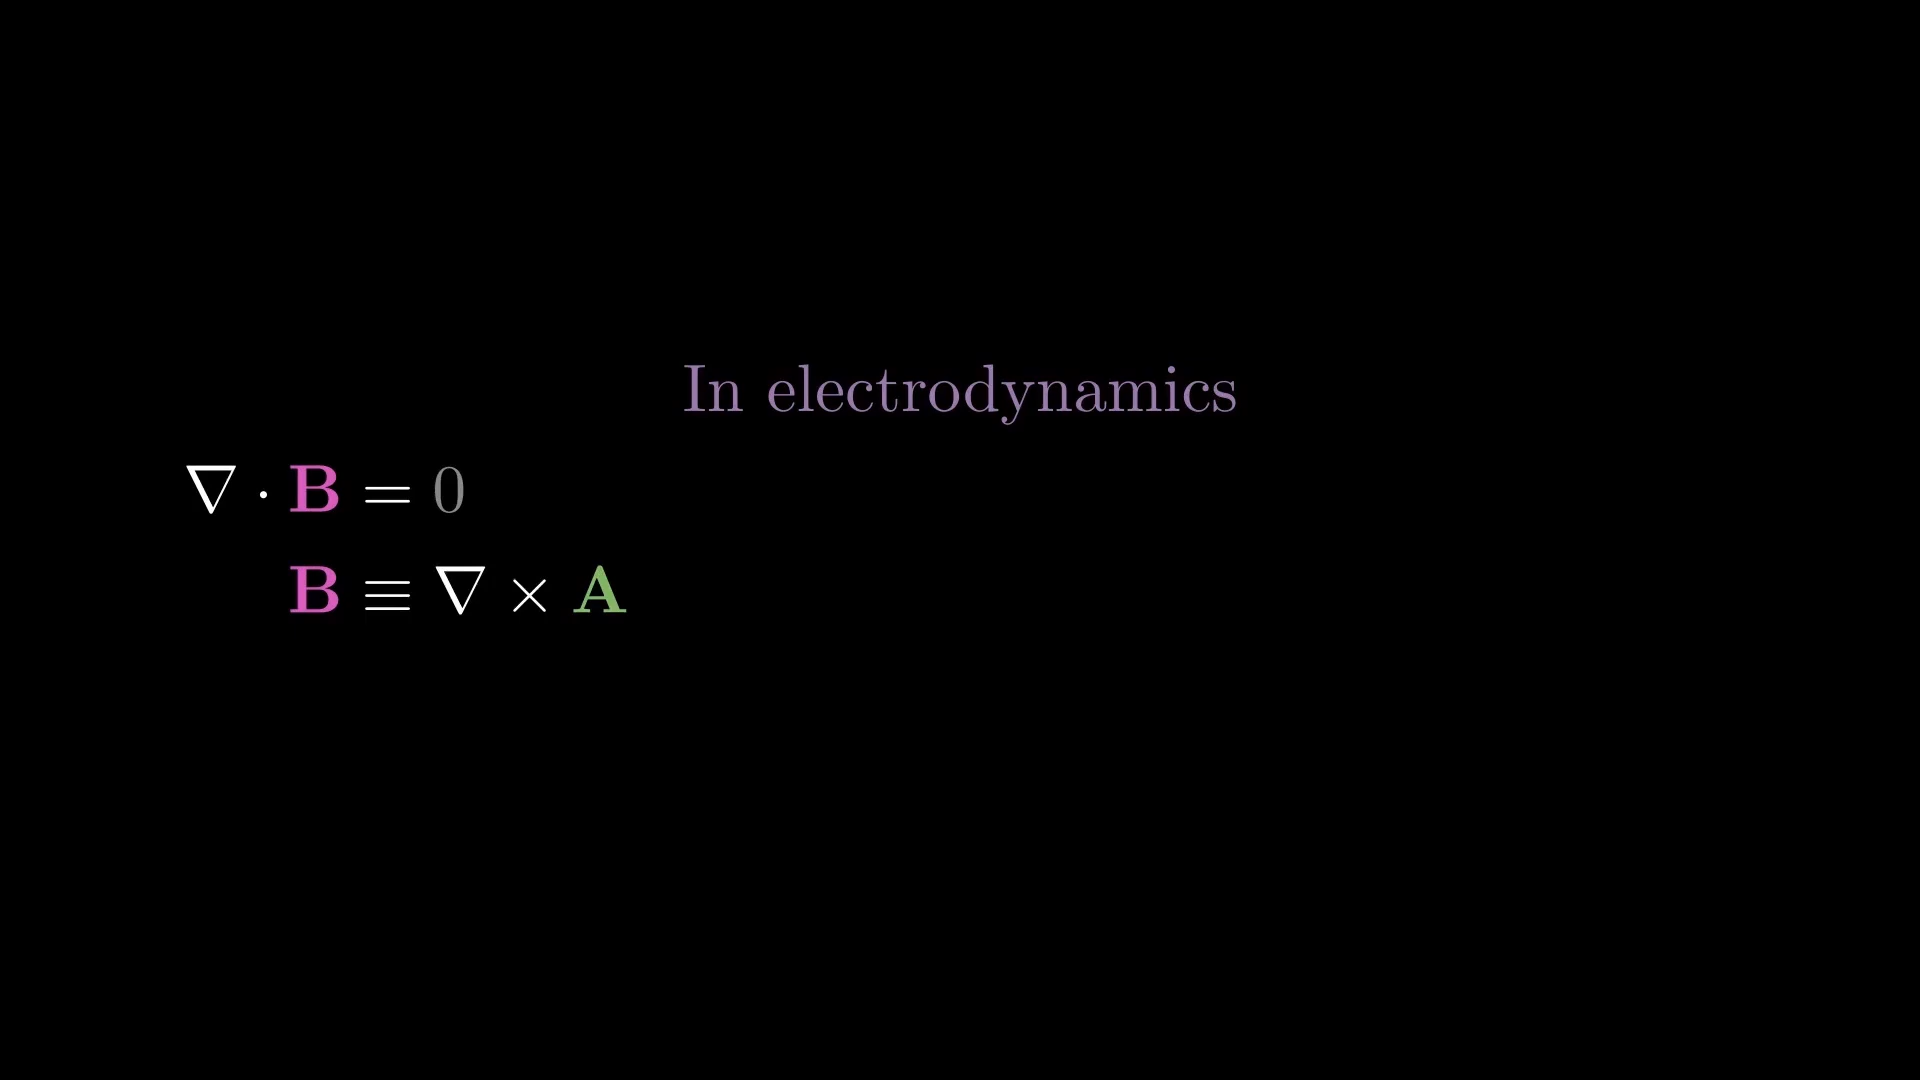 In electrodynamics
∇ · B = 0
B ≡ ∇ × A